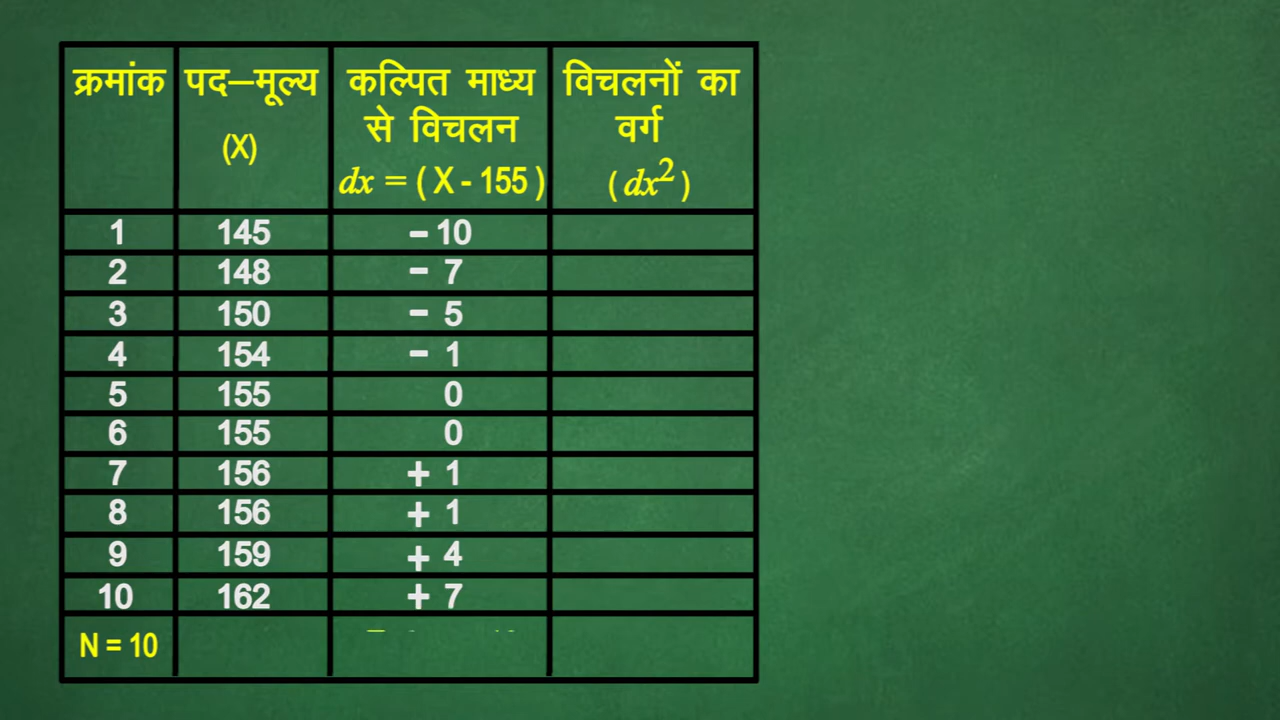 क्रमांक पद–मूल्य (X) कल्पित माध्य से विचलन dx = ( X - 155 ) विचलनों का वर्ग ( dx² )
1 145 - 10
2 148 - 7
3 150 - 5
4 154 - 1
5 155 0
6 155 0
7 156 + 1
8 156 + 1
9 159 + 4
10 162 + 7
N = 10